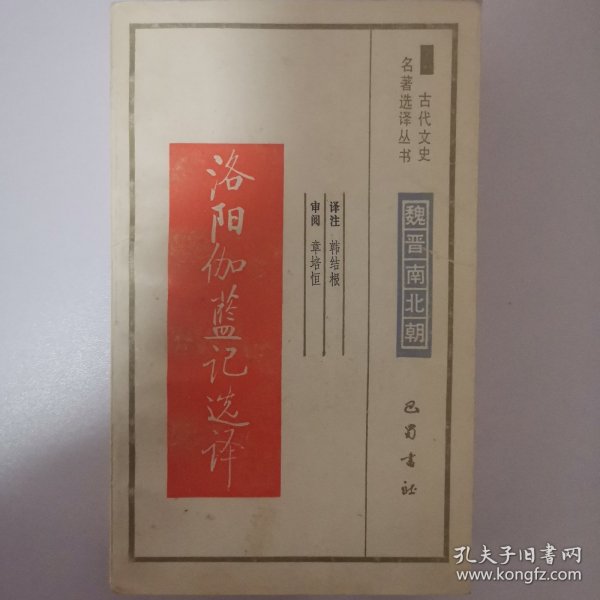 古代文史
名著选译丛书
魏晋南北朝
巴蜀书社
译注 韩结根
审阅 章培恒
洛阳伽蓝记选译
孔夫子旧书网
www.kongfz.com